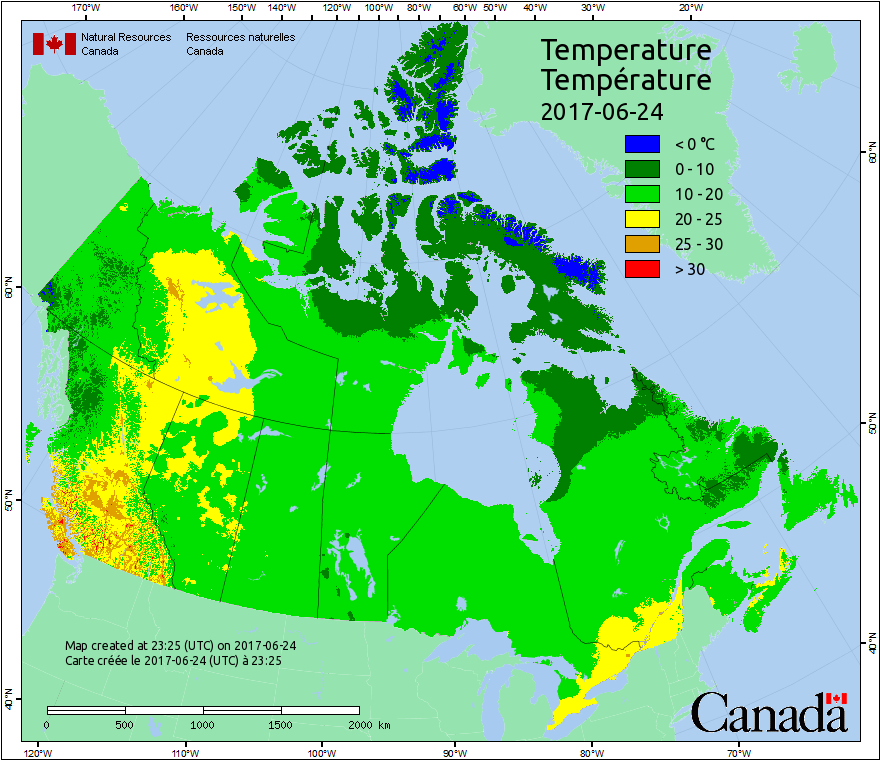 170°W 160°W 150°W 140°W 130°W 120°W 110°W 100°W 90°W 80°W 60°W 50°W 40°W 30°W 20°W
Natural Resources Ressources naturelles
Canada Canada
Temperature
Température
2017-06-24
< 0 °C
0 - 10
10 - 20
20 - 25
25 - 30
> 30
60°N
60°N
50°N
50°N
40°N
40°N
Map created at 23:25 (UTC) on 2017-06-24
Carte créée le 2017-06-24 (UTC) à 23:25
0 500 1000 1500 2000 km
Canada
120°W 110°W 100°W 90°W 80°W 70°W